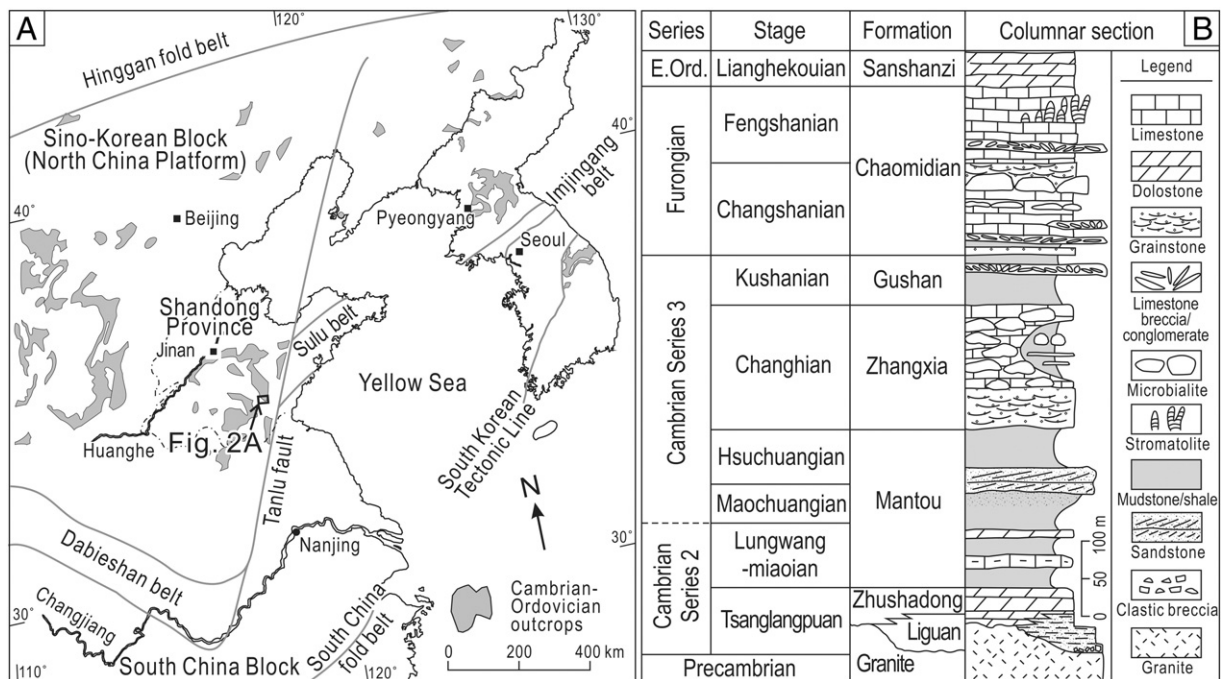 A
120°
130°
Hinggan fold belt
Sino-Korean Block
(North China Platform)
40°
40°
Beijing
Pyeongyang
Imjingang
belt
Seoul
Shandong
Province
Jinan
Sulu belt
Yellow Sea
Huanghe
Fig. 2A
Tanlu fault
South Korean
Tectonic Line
N
Dabieshan belt
Nanjing
30°
30°
Changjiang
South China
fold belt
South China Block
Cambrian-
Ordovician
outcrops
0 200 400 km
110°
120°
B
Series
Stage
Formation
Columnar section
E.Ord.
Lianghekouian
Sanshanzi
Furongian
Fengshanian
Changshanian
Chaomidian
Cambrian Series 3
Kushanian
Gushan
Changhian
Zhangxia
Hsuchuangian
Maochuangian
Mantou
Cambrian
Series 2
Lungwang
-miaoian
Tsanglangpuan
Zhushadong
Liguan
Precambrian
Granite
100 m
50
0
Legend
Limestone
Dolostone
Grainstone
Limestone
breccia/
conglomerate
Microbialite
Stromatolite
Mudstone/shale
Sandstone
Clastic breccia
Granite